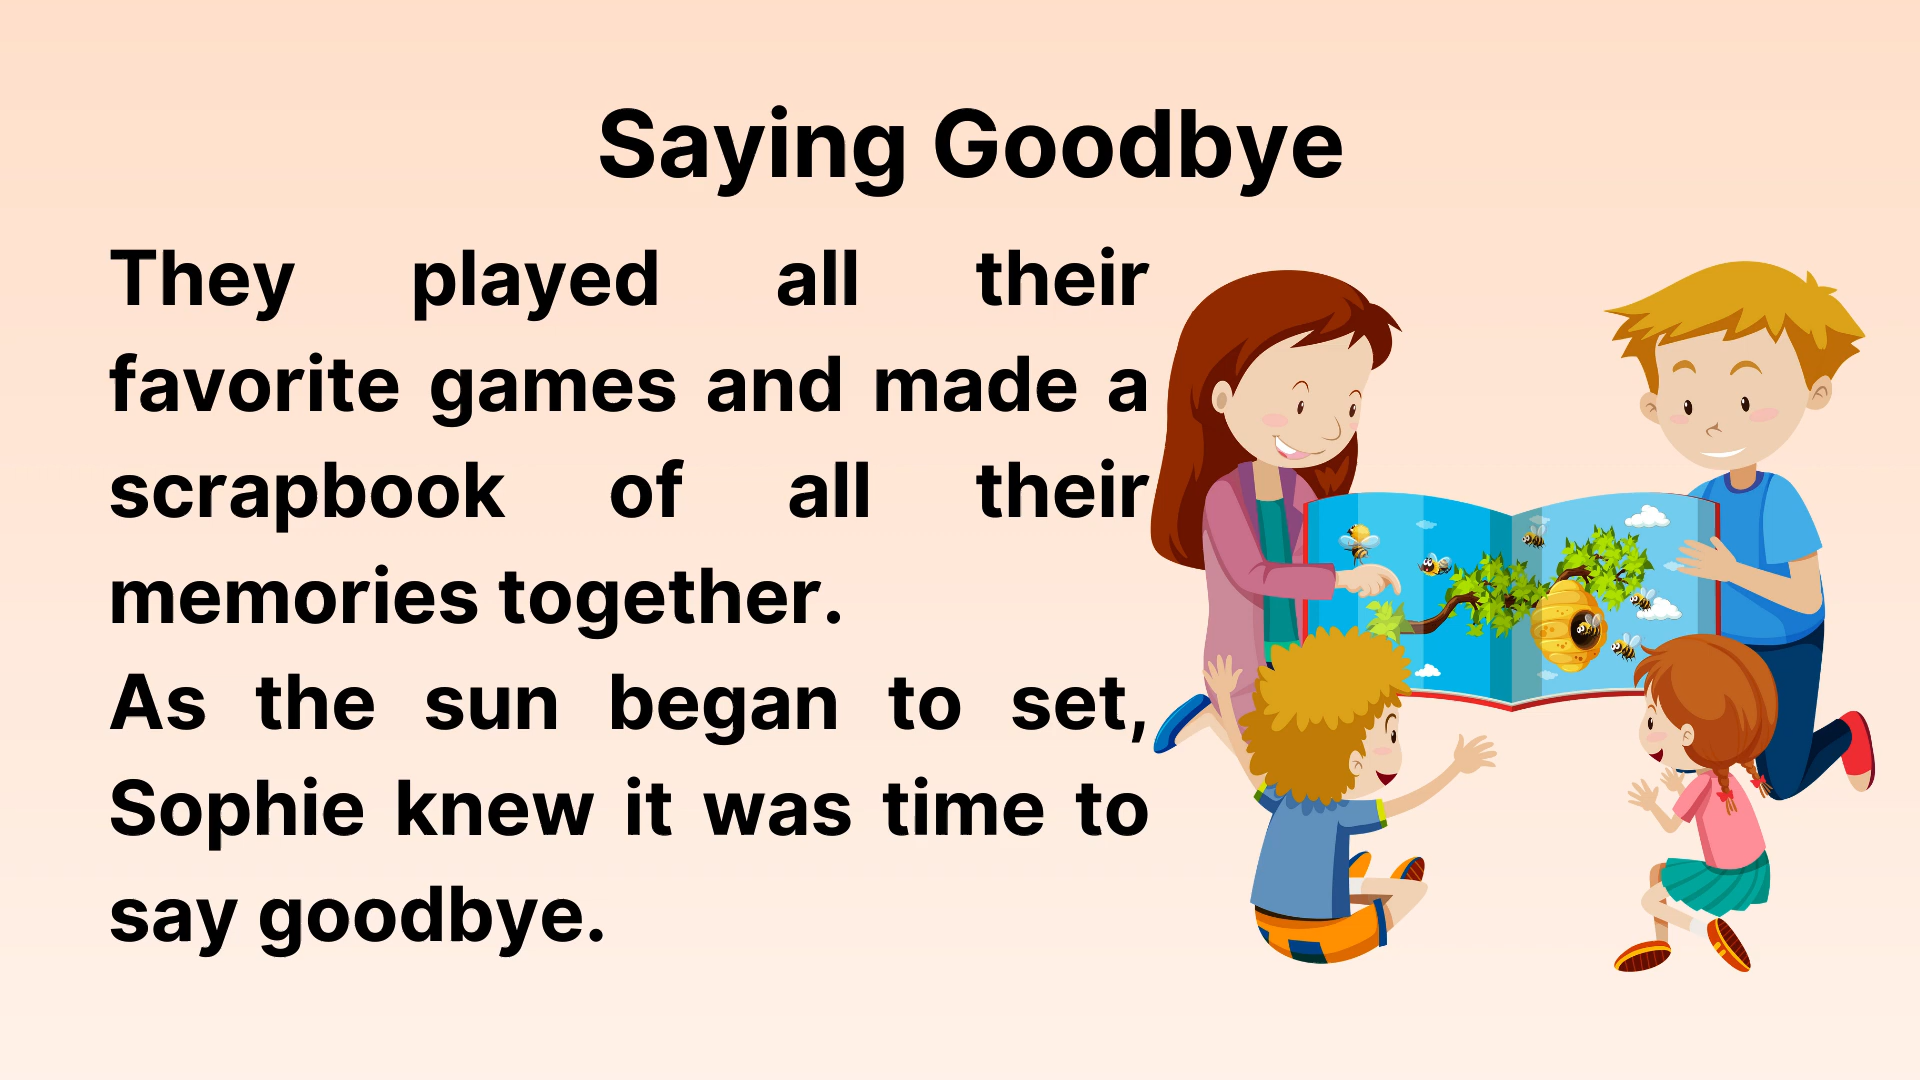 Saying Goodbye
They played all their
favorite games and made a
scrapbook of all their
memories together.
As the sun began to set,
Sophie knew it was time to
say goodbye.